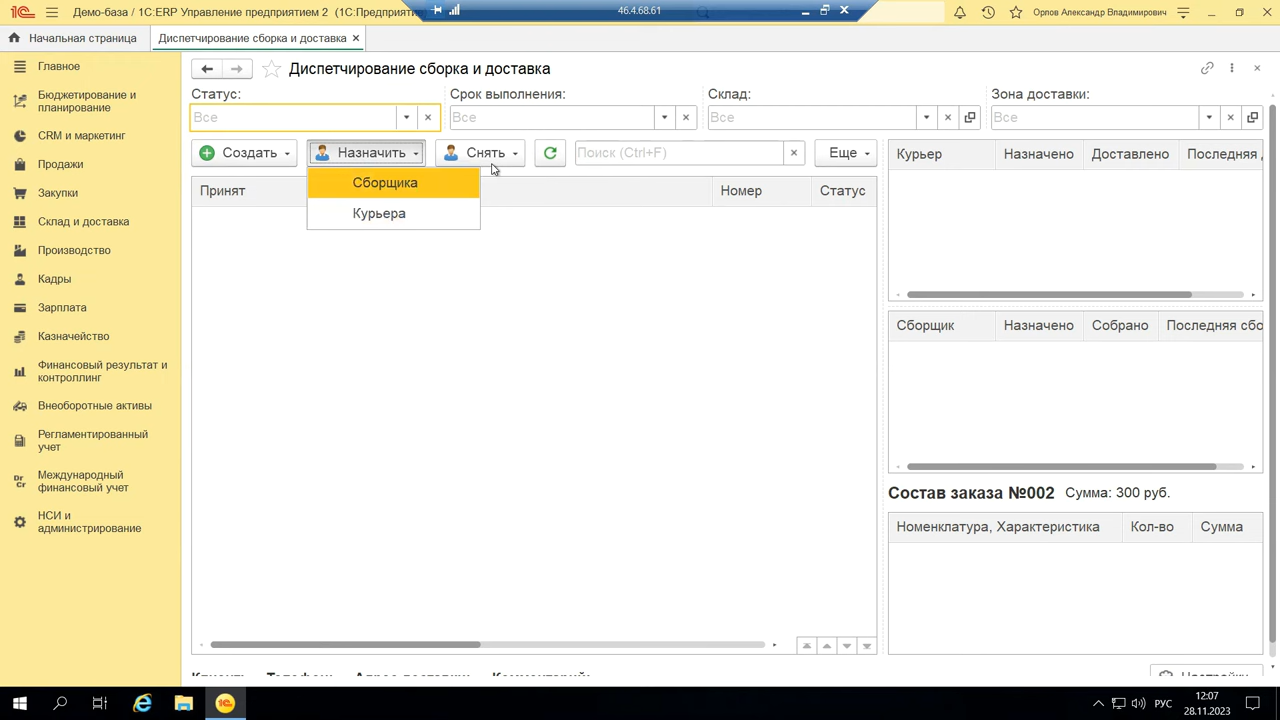 Демо-база / 1С:ERP Управление предприятием 2 (1С:Предприятие
46.4.68.61
Орлов Александр Владимирович
Начальная страница
Диспетчирование сборка и доставка
Главное
Бюджетирование и
планирование
CRM и маркетинг
Продажи
Закупки
Склад и доставка
Производство
Кадры
Зарплата
Казначейство
Финансовый результат и
контроллинг
Внеоборотные активы
Регламентированный
учет
Международный
финансовый учет
НСИ и
администрирование
Диспетчирование сборка и доставка
Статус:
Срок выполнения:
Склад:
Зона доставки:
Все
Все
Все
Все
Создать
Назначить
Снять
Поиск (Ctrl+F)
Еще
Сборщика
Курьера
Принят
Номер
Статус
Курьер
Назначено
Доставлено
Последняя
Сборщик
Назначено
Собрано
Последняя сбо
Состав заказа №002
Сумма: 300 руб.
Номенклатура, Характеристика
Кол-во
Сумма
РУС
12:07
28.11.2023